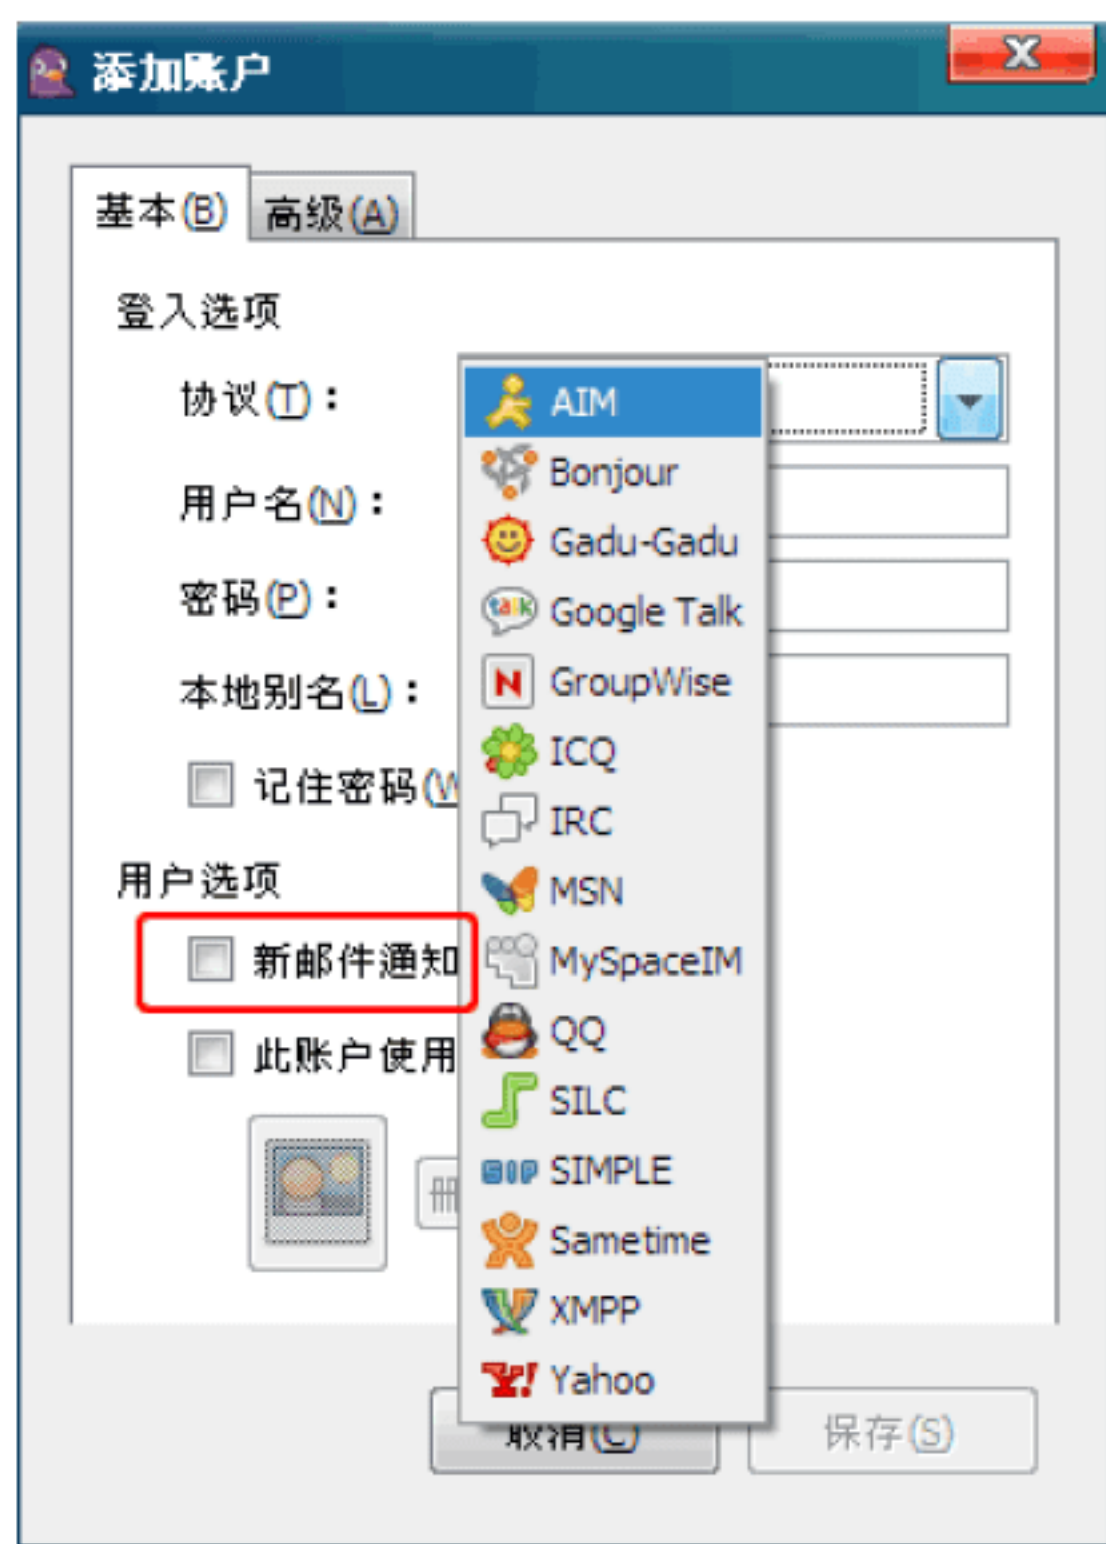 添加账户
基本(B) 高级(A)
登入选项
协议(T)：
AIM
Bonjour
用户名(N)：
Gadu-Gadu
密码(P)：
Google Talk
本地别名(L)：
GroupWise
ICQ
记住密码(
IRC
用户选项
MSN
新邮件通知
MySpaceIM
此账户使用
QQ
SILC
SIMPLE
Sametime
XMPP
Yahoo
取消(C) 保存(S)